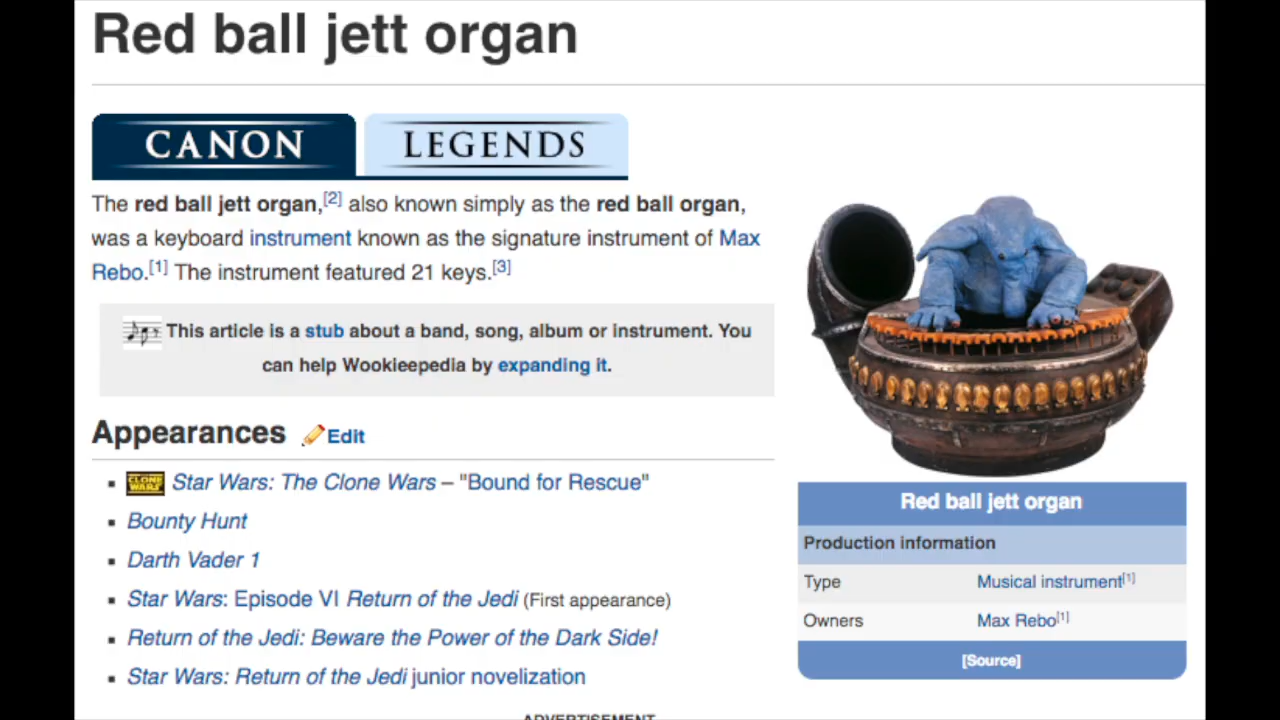 Red ball jett organ
CANON
LEGENDS
The red ball jett organ,[2] also known simply as the red ball organ,
was a keyboard instrument known as the signature instrument of Max
Rebo.[1] The instrument featured 21 keys.[3]
This article is a stub about a band, song, album or instrument. You
can help Wookieepedia by expanding it.
Appearances Edit
CLONE WARS Star Wars: The Clone Wars – "Bound for Rescue"
Bounty Hunt
Darth Vader 1
Star Wars: Episode VI Return of the Jedi (First appearance)
Return of the Jedi: Beware the Power of the Dark Side!
Star Wars: Return of the Jedi junior novelization
ADVERTISEMENT
Red ball jett organ
Production information
Type Musical instrument[1]
Owners Max Rebo[1]
[Source]